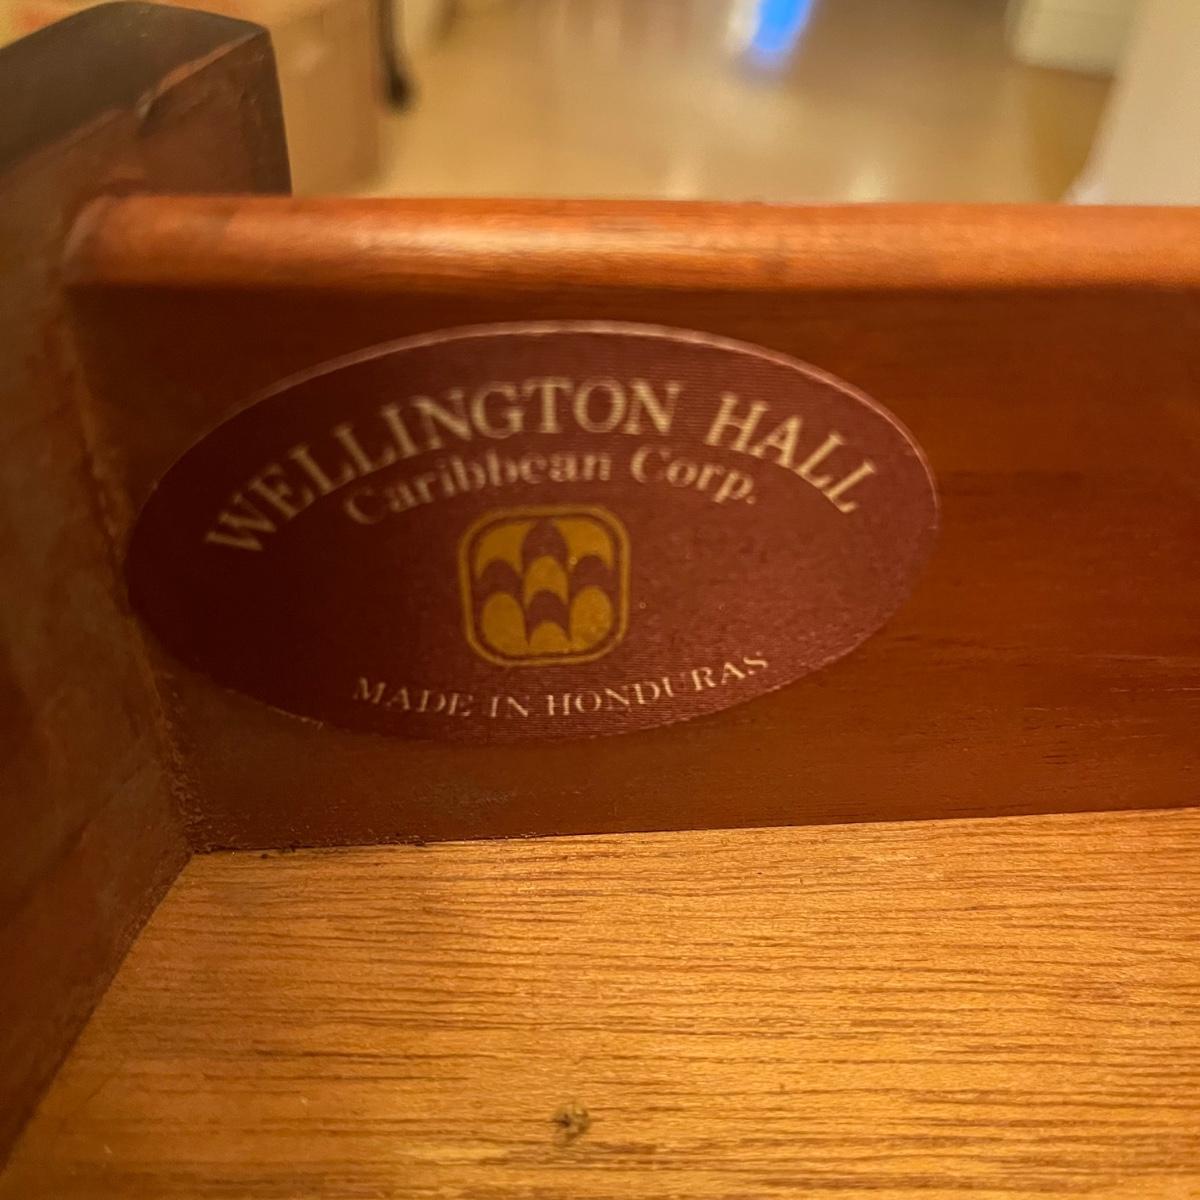 WELLINGTON HALL
Caribbean Corp.
MADE IN HONDURAS